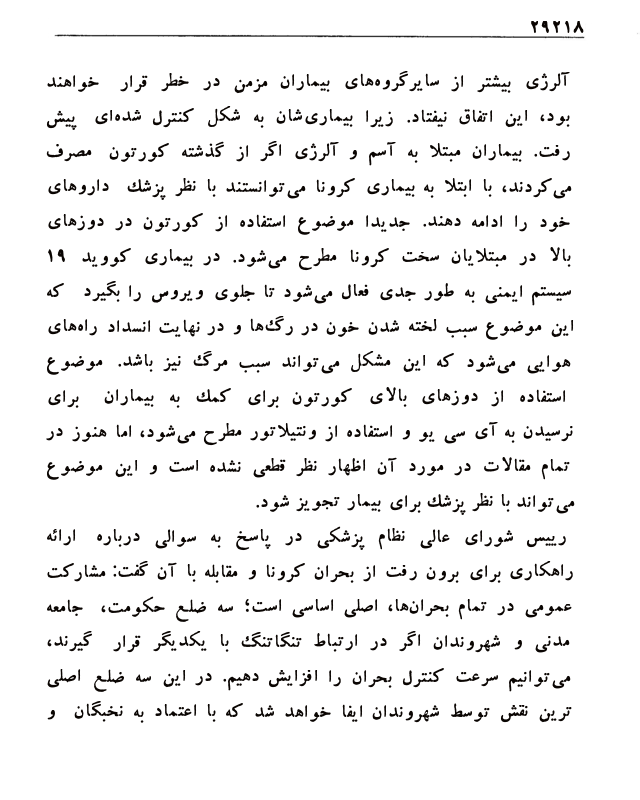 ۲۹۲۱۸
آلرژی بیشتر از سایرگروه‌های بیماران مزمن در خطر قرار خواهند
بود، این اتفاق نیفتاد. زیرا بیماری‌شان به شکل کنترل شده‌ای پیش
رفت. بیماران مبتلا به آسم و آلرژی اگر از گذشته کورتون مصرف
می‌کردند، با ابتلا به بیماری کرونا می‌توانستند با نظر پزشك داروهای
خود را ادامه دهند. جدیدا موضوع استفاده از کورتون در دوزهای
بالا در مبتلایان سخت کرونا مطرح می‌شود. در بیماری کووید ۱۹
سیستم ایمنی به طور جدی فعال می‌شود تا جلوی ویروس را بگیرد که
این موضوع سبب لخته شدن خون در رگ‌ها و در نهایت انسداد راه‌های
هوایی می‌شود که این مشکل می‌تواند سبب مرگ نیز باشد. موضوع
استفاده از دوزهای بالای کورتون برای کمك به بیماران برای
نرسیدن به آی سی یو و استفاده از ونتیلاتور مطرح می‌شود، اما هنوز در
تمام مقالات در مورد آن اظهار نظر قطعی نشده است و این موضوع
می‌تواند با نظر پزشك برای بیمار تجویز شود.
رییس شورای عالی نظام پزشکی در پاسخ به سوالی درباره ارائه
راهکاری برای برون رفت از بحران کرونا و مقابله با آن گفت: مشارکت
عمومی در تمام بحران‌ها، اصلی اساسی است؛ سه ضلع حکومت، جامعه
مدنی و شهروندان اگر در ارتباط تنگاتنگ با یکدیگر قرار گیرند،
می‌توانیم سرعت کنترل بحران را افزایش دهیم. در این سه ضلع اصلی
ترین نقش توسط شهروندان ایفا خواهد شد که با اعتماد به نخبگان و